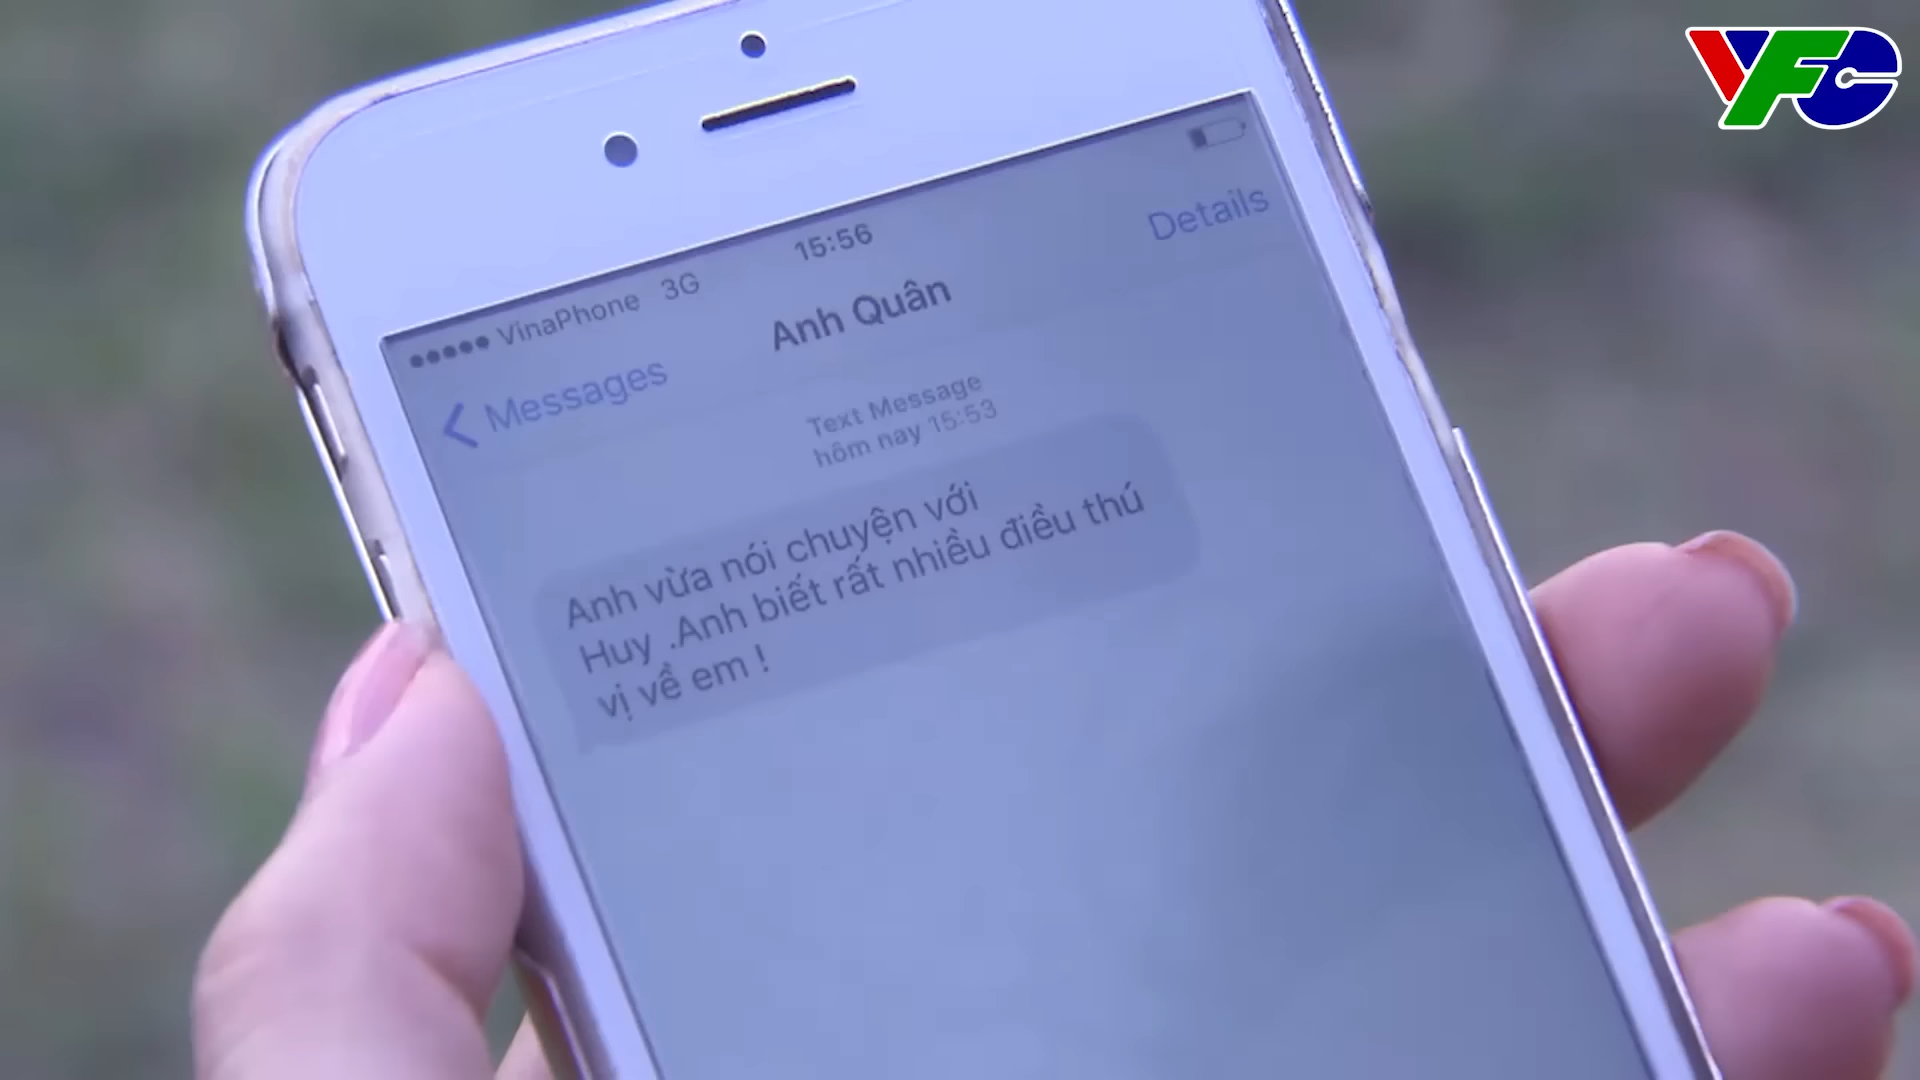 VFC
15:56
VinaPhone 3G
Details
Messages
Anh Quân
Text Message
hôm nay 15:53
Anh vừa nói chuyện với
Huy .Anh biết rất nhiều điều thú
vị về em !